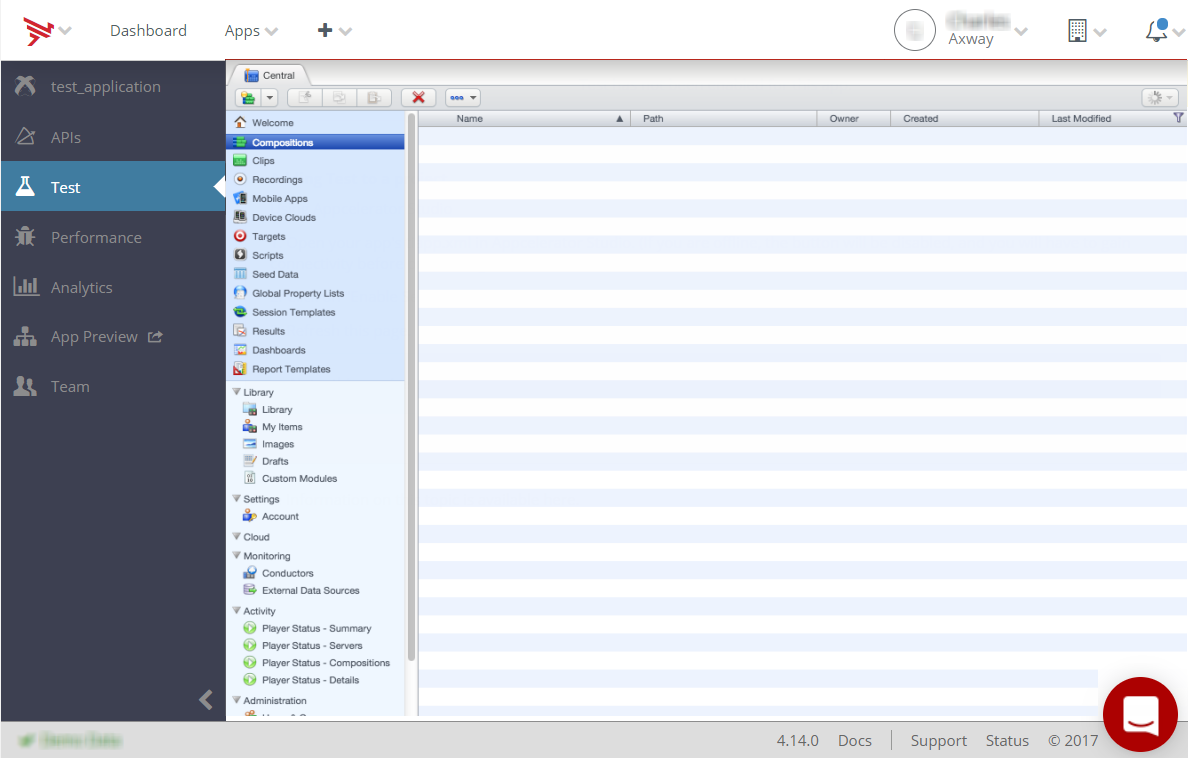 Dashboard
Apps
Axway
test_application
APIs
Test
Performance
Analytics
App Preview
Team
Central
Welcome
Compositions
Clips
Recordings
Mobile Apps
Device Clouds
Targets
Scripts
Seed Data
Global Property Lists
Session Templates
Results
Dashboards
Report Templates
Library
Library
My Items
Images
Drafts
Custom Modules
Settings
Account
Cloud
Monitoring
Conductors
External Data Sources
Activity
Player Status - Summary
Player Status - Servers
Player Status - Compositions
Player Status - Details
Administration
Name Path Owner Created Last Modified
4.14.0 Docs Support Status © 2017